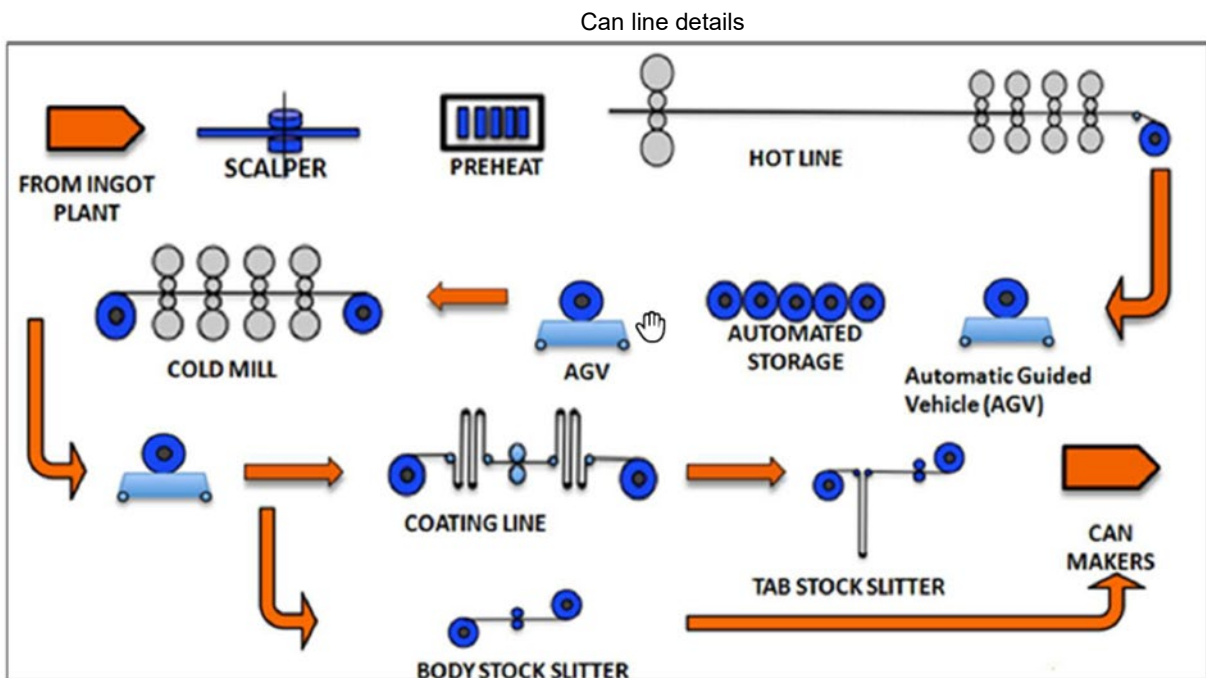 Can line details
FROM INGOT
PLANT
SCALPER
PREHEAT
HOT LINE
COLD MILL
AGV
AUTOMATED
STORAGE
Automatic Guided
Vehicle (AGV)
COATING LINE
TAB STOCK SLITTER
CAN
MAKERS
BODY STOCK SLITTER